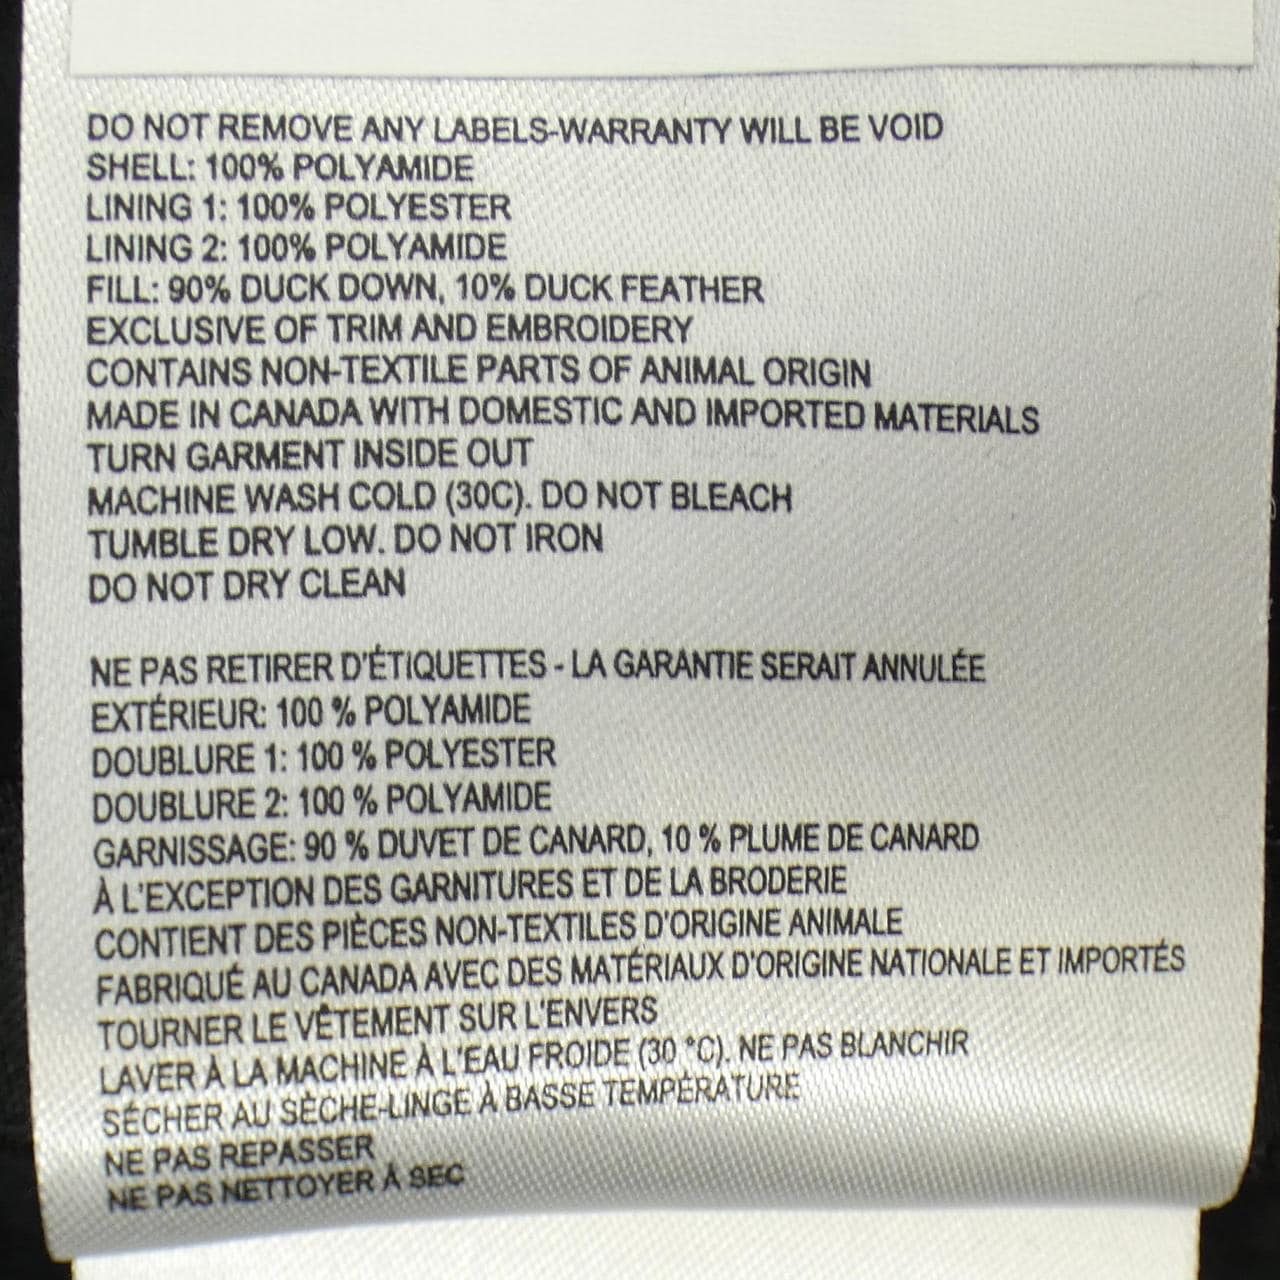 DO NOT REMOVE ANY LABELS-WARRANTY WILL BE VOID
SHELL: 100% POLYAMIDE
LINING 1: 100% POLYESTER
LINING 2: 100% POLYAMIDE
FILL: 90% DUCK DOWN, 10% DUCK FEATHER
EXCLUSIVE OF TRIM AND EMBROIDERY
CONTAINS NON-TEXTILE PARTS OF ANIMAL ORIGIN
MADE IN CANADA WITH DOMESTIC AND IMPORTED MATERIALS
TURN GARMENT INSIDE OUT
MACHINE WASH COLD (30C). DO NOT BLEACH
TUMBLE DRY LOW. DO NOT IRON
DO NOT DRY CLEAN
NE PAS RETIRER D'ÉTIQUETTES - LA GARANTIE SERAIT ANNULÉE
EXTÉRIEUR: 100 % POLYAMIDE
DOUBLURE 1: 100 % POLYESTER
DOUBLURE 2: 100 % POLYAMIDE
GARNISSAGE: 90 % DUVET DE CANARD, 10 % PLUME DE CANARD
À L'EXCEPTION DES GARNITURES ET DE LA BRODERIE
CONTIENT DES PIÈCES NON-TEXTILES D'ORIGINE ANIMALE
FABRIQUÉ AU CANADA AVEC DES MATÉRIAUX D'ORIGINE NATIONALE ET IMPORTÉS
TOURNER LE VÊTEMENT SUR L'ENVERS
LAVER À LA MACHINE À L'EAU FROIDE (30 °C). NE PAS BLANCHIR
SÉCHER AU SÈCHE-LINGE À BASSE TEMPÉRATURE
NE PAS REPASSER
NE PAS NETTOYER À SEC